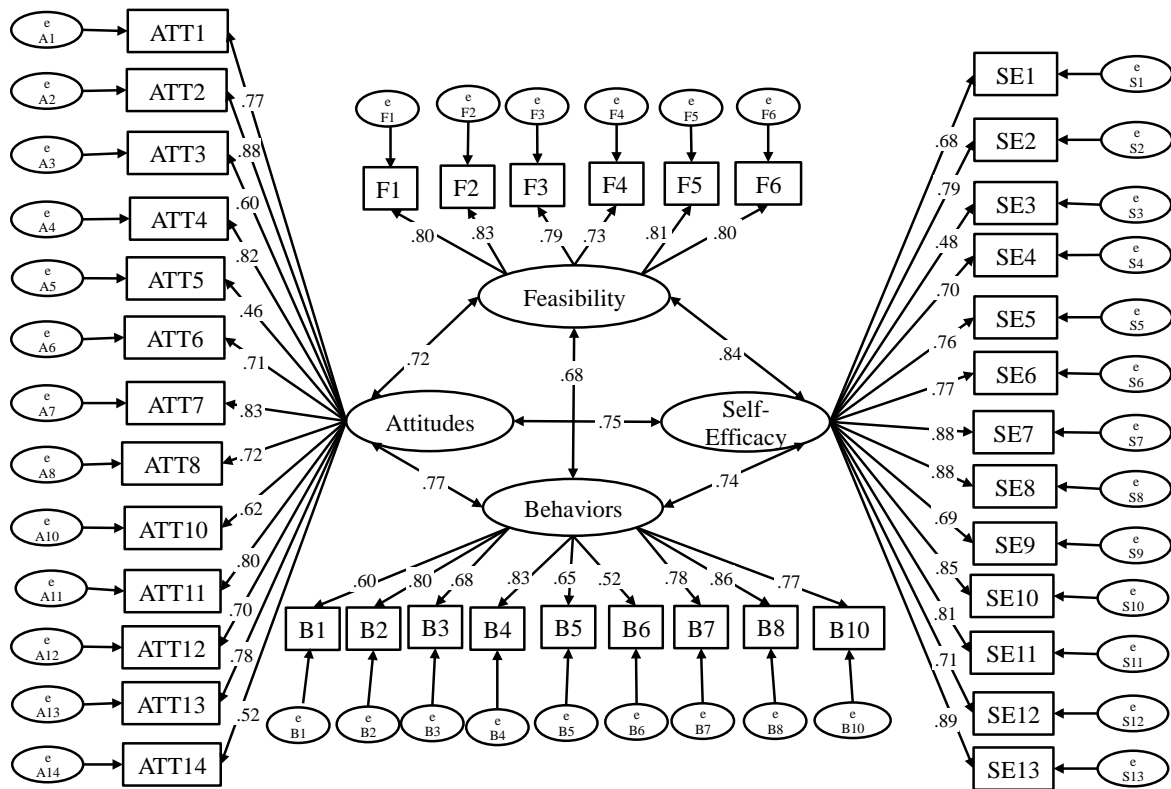 e
A1
ATT1
e
A2
ATT2
e
A3
ATT3
e
A4
ATT4
e
A5
ATT5
e
A6
ATT6
e
A7
ATT7
e
A8
ATT8
e
A10
ATT10
e
A11
ATT11
e
A12
ATT12
e
A13
ATT13
e
A14
ATT14
.77
.88
.60
.82
.46
.71
.83
.72
.62
.80
.70
.78
.52
e
F1
e
F2
e
F3
e
F4
e
F5
e
F6
F1
F2
F3
F4
F5
F6
.80
.83
.79
.73
.81
.80
Feasibility
.72
.68
.84
Attitudes
.75
Self-
Efficacy
.77
.74
Behaviors
.60
.80
.68
.83
.65
.52
.78
.86
.77
B1
B2
B3
B4
B5
B6
B7
B8
B10
e
B1
e
B2
e
B3
e
B4
e
B5
e
B6
e
B7
e
B8
e
B10
.68
.79
.48
.70
.76
.77
.88
.88
.69
.85
.81
.71
.89
SE1
e
S1
SE2
e
S2
SE3
e
S3
SE4
e
S4
SE5
e
S5
SE6
e
S6
SE7
e
S7
SE8
e
S8
SE9
e
S9
SE10
e
S10
SE11
e
S11
SE12
e
S12
SE13
e
S13